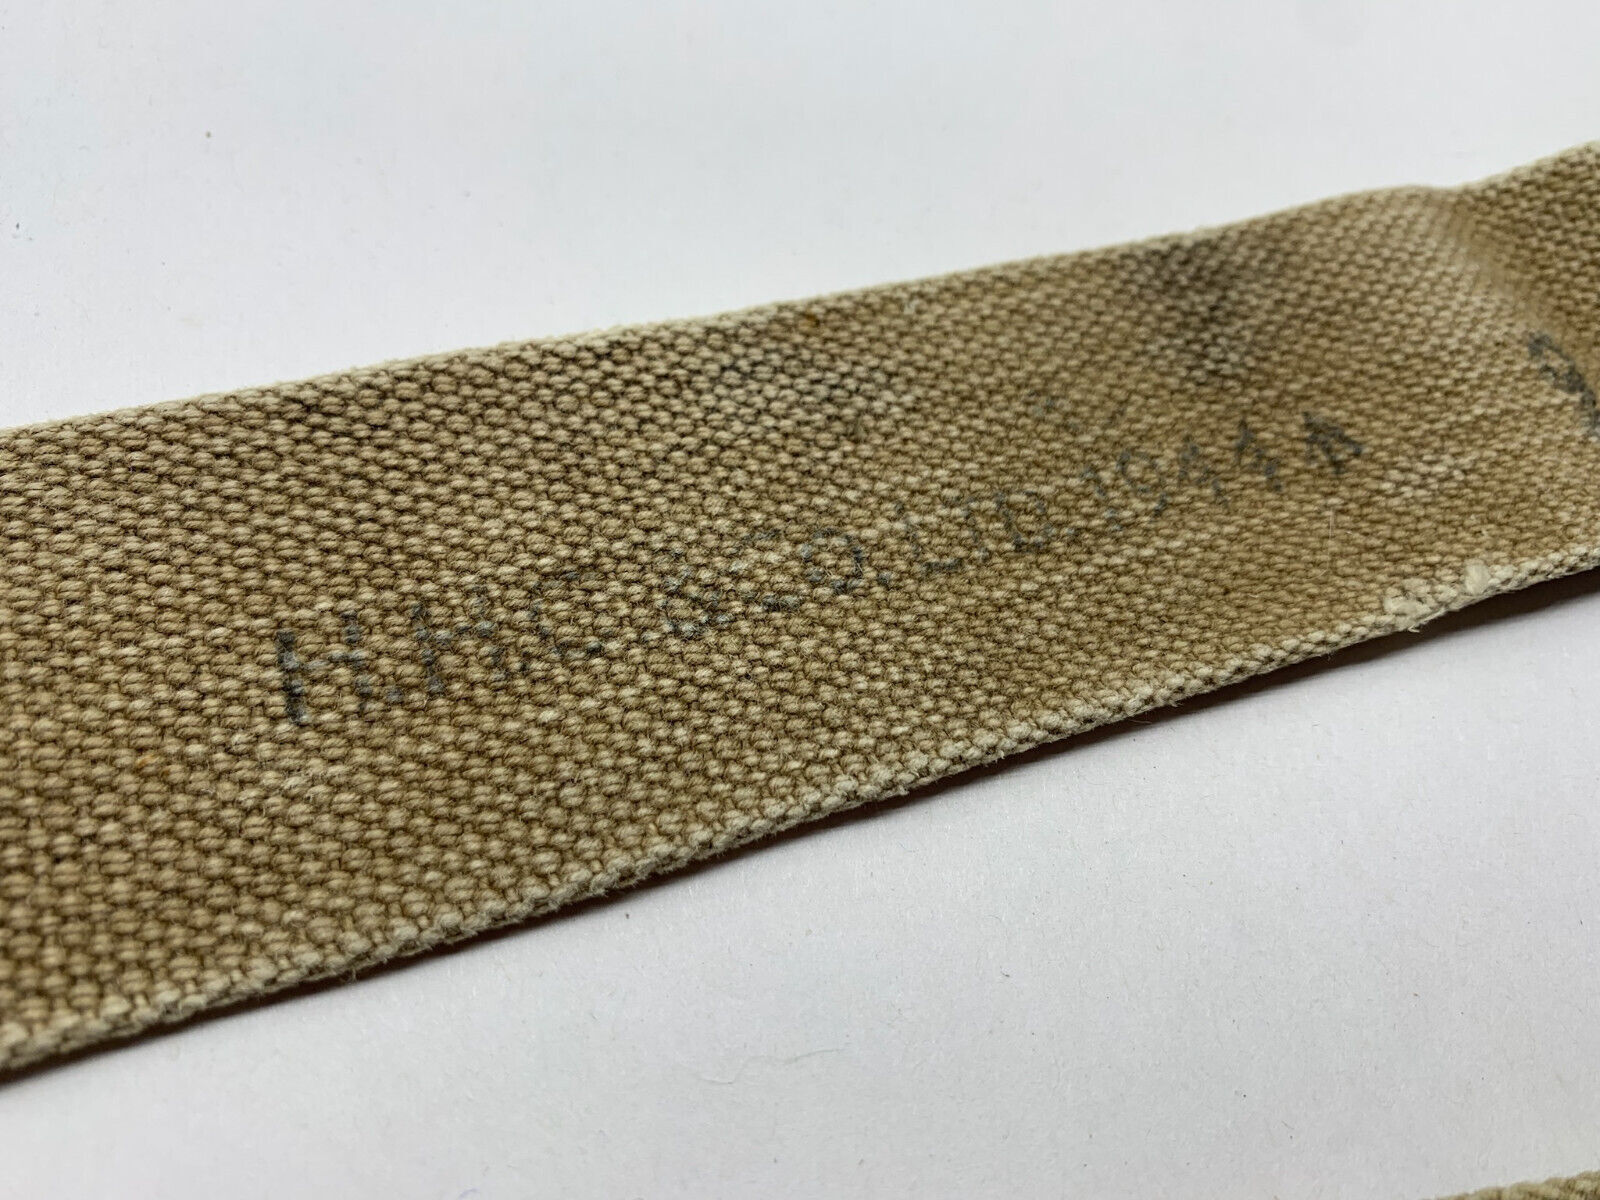 H.H.C. & Co. LTD. 1944